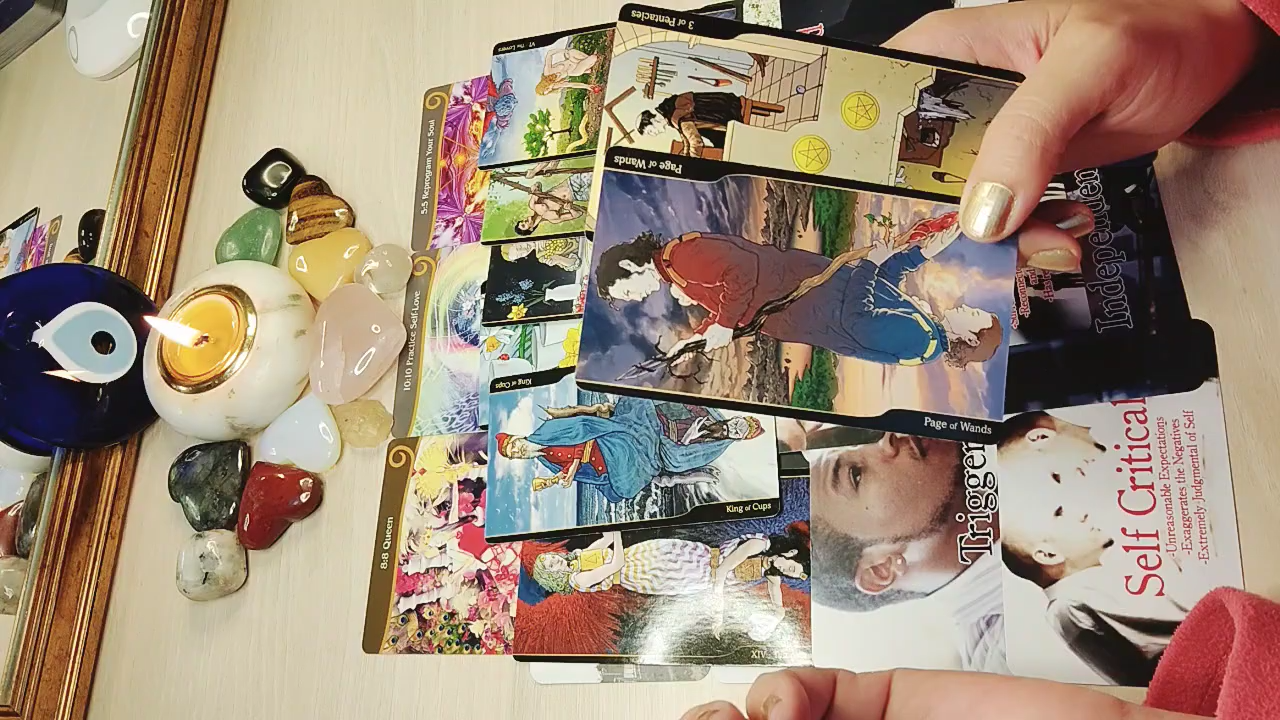 3 of Pentacles
VI - The Lovers
Page of Wands
Page of Wands
5:5 Reprogram Your Soul
10:10 Practice Self Love
King of Cups
King of Cups
8:8 Queen
XIV
Independen
Trigger
Self Critical
-Unreasonable Expectations
-Exaggerates the Negatives
-Extremely Judgmental of Self